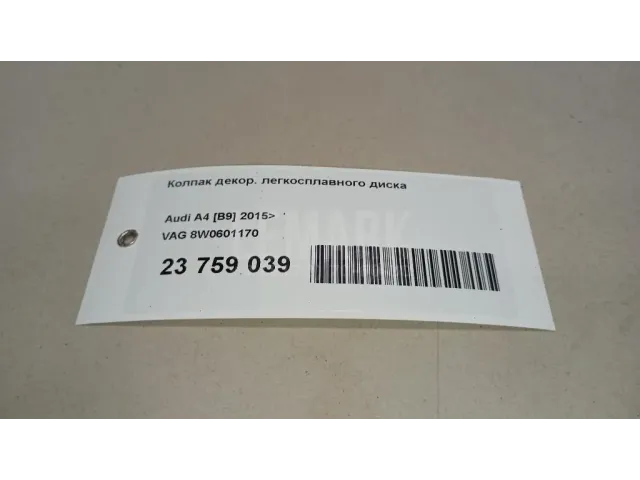 Колпак декор. легкосплавного диска
Audi A4 [B9] 2015>
VAG 8W0601170
23 759 039